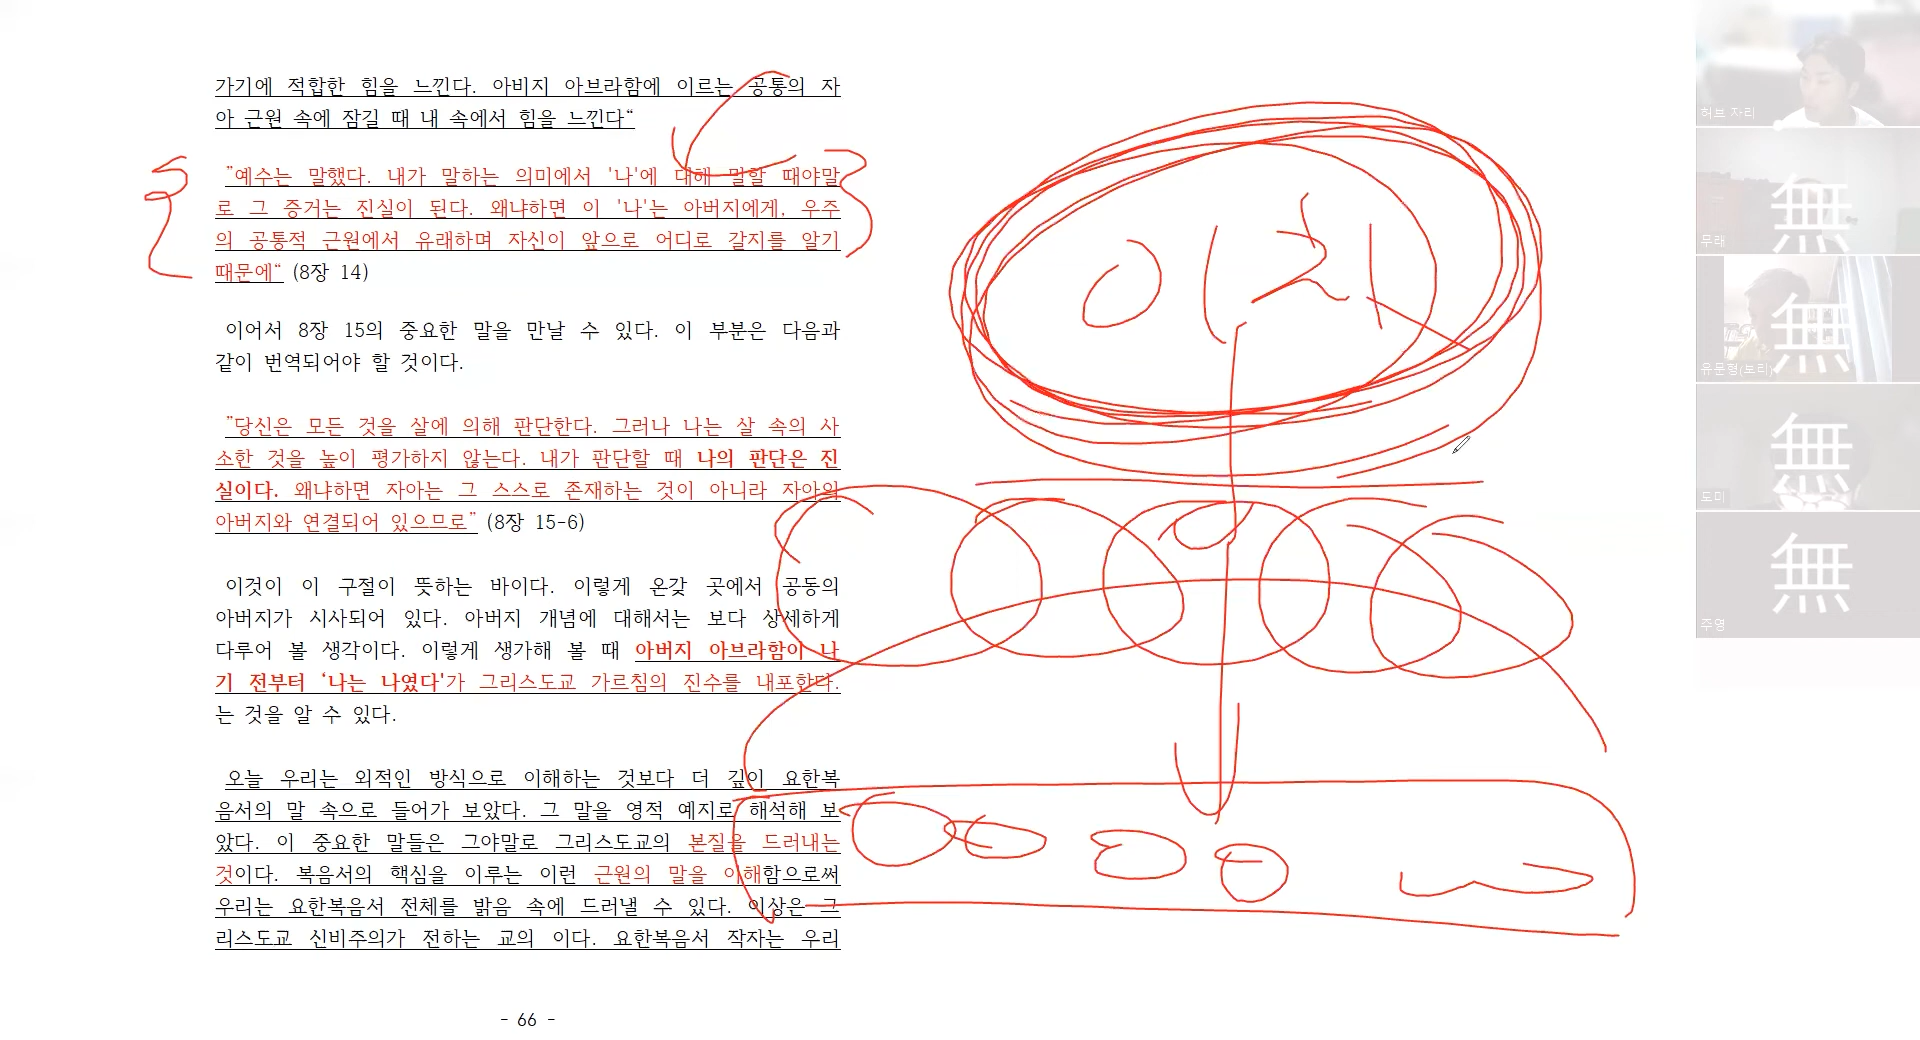 가기에 적합한 힘을 느낀다. 아비지 아브라함에 이르는 공통의 자
아 근원 속에 잠길 때 내 속에서 힘을 느낀다“
”예수는 말했다. 내가 말하는 의미에서 '나'에 대해 말할 때야말
로 그 증거는 진실이 된다. 왜냐하면 이 '나'는 아버지에게, 우주
의 공통적 근원에서 유래하며 자신이 앞으로 어디로 갈지를 알기
때문에“ (8장 14)
이어서 8장 15의 중요한 말을 만날 수 있다. 이 부분은 다음과
같이 번역되어야 할 것이다.
”당신은 모든 것을 살에 의해 판단한다. 그러나 나는 살 속의 사
소한 것을 높이 평가하지 않는다. 내가 판단할 때 나의 판단은 진
실이다. 왜냐하면 자아는 그 스스로 존재하는 것이 아니라 자아의
아버지와 연결되어 있으므로” (8장 15-6)
이것이 이 구절이 뜻하는 바이다. 이렇게 온갖 곳에서 공동의
아버지가 시사되어 있다. 아버지 개념에 대해서는 보다 상세하게
다루어 볼 생각이다. 이렇게 생가해 볼 때 아버지 아브라함이 나
기 전부터 ‘나는 나였다'가 그리스도교 가르침의 진수를 내포한다.
는 것을 알 수 있다.
오늘 우리는 외적인 방식으로 이해하는 것보다 더 깊이 요한복
음서의 말 속으로 들어가 보았다. 그 말을 영적 예지로 해석해 보
았다. 이 중요한 말들은 그야말로 그리스도교의 본질을 드러내는
것이다. 복음서의 핵심을 이루는 이런 근원의 말을 이해함으로써
우리는 요한복음서 전체를 밝음 속에 드러낼 수 있다. 이상은 그
리스도교 신비주의가 전하는 교의 이다. 요한복음서 작자는 우리
- 66 -
이치
허브 자리
無
무래
無
유문형(보리)
無
도미
無
주영